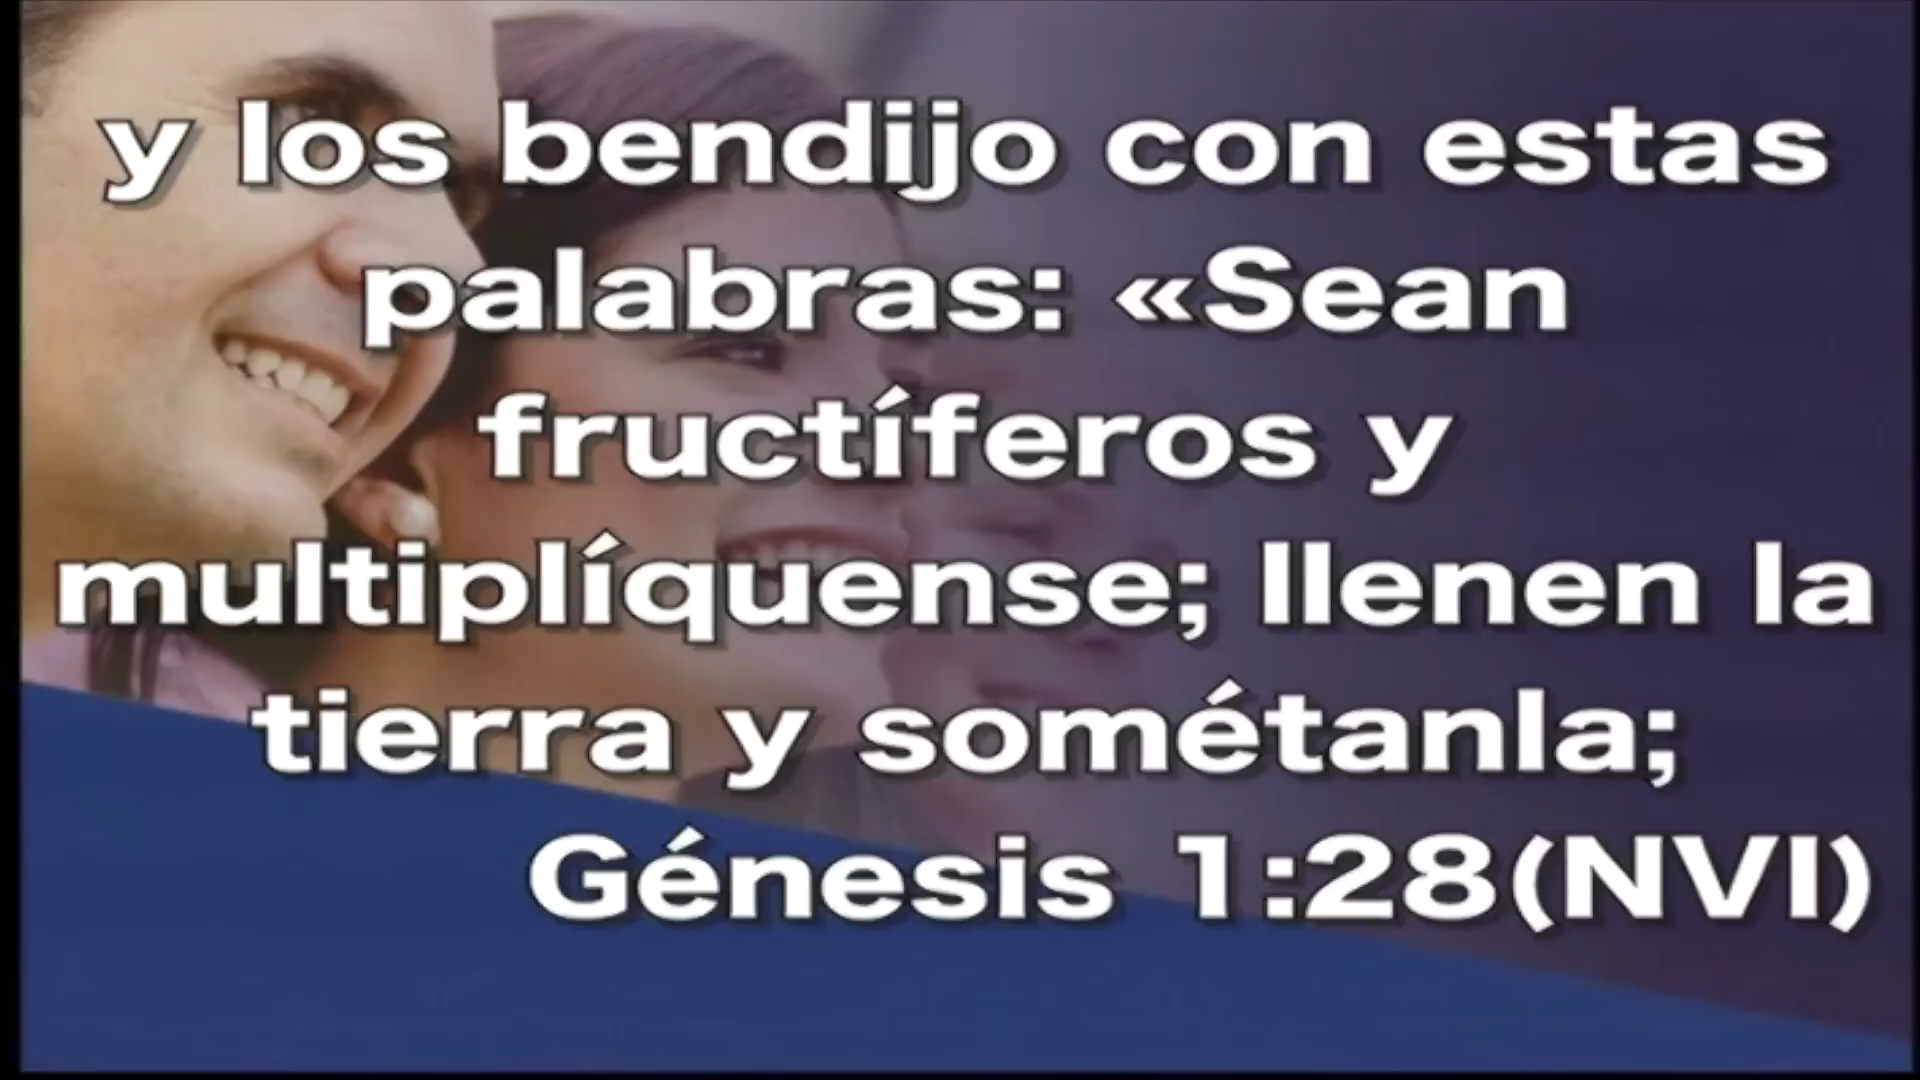 y los bendijo con estas
palabras: «Sean
fructíferos y
multiplíquense; llenen la
tierra y sométanla;
Génesis 1:28(NVI)